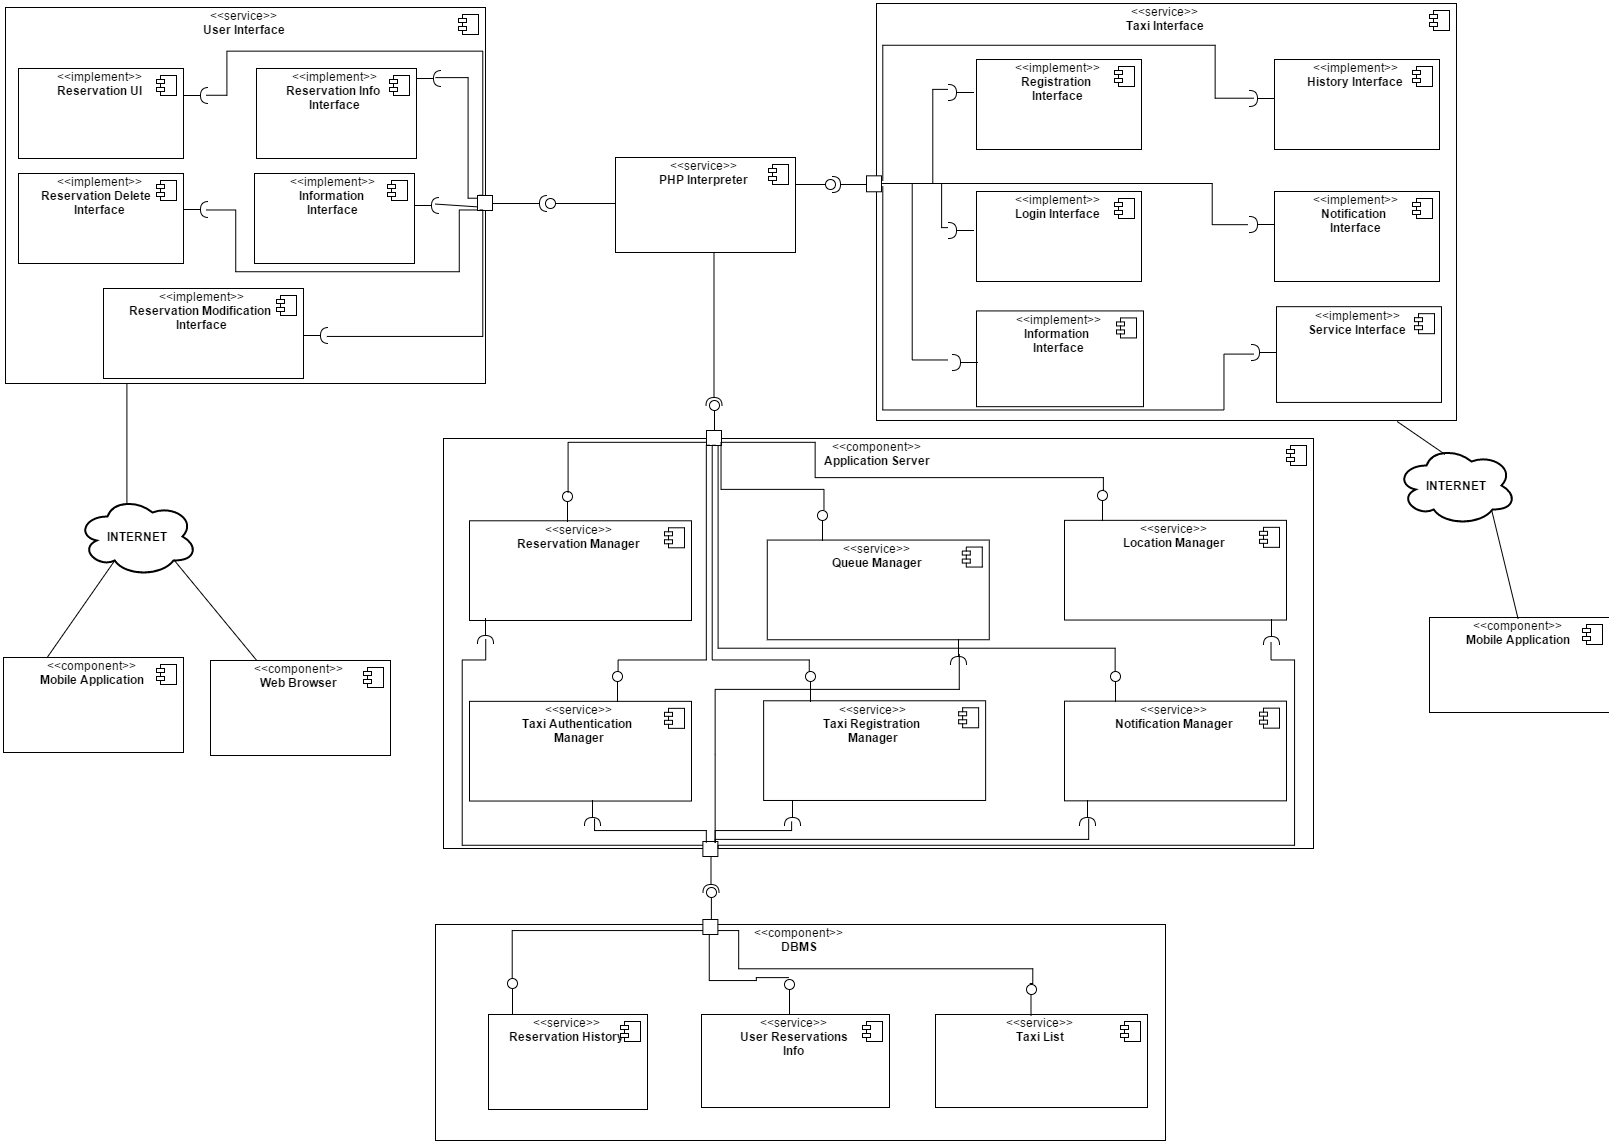 <<service>>
User Interface
<<implement>>
Reservation UI
<<implement>>
Reservation Info
Interface
<<implement>>
Reservation Delete
Interface
<<implement>>
Information
Interface
<<implement>>
Reservation Modification
Interface
<<service>>
PHP Interpreter
<<service>>
Taxi Interface
<<implement>>
Registration
Interface
<<implement>>
History Interface
<<implement>>
Login Interface
<<implement>>
Notification
Interface
<<implement>>
Information
Interface
<<implement>>
Service Interface
INTERNET
<<component>>
Mobile Application
<<component>>
Web Browser
INTERNET
<<component>>
Mobile Application
<<component>>
Application Server
<<service>>
Reservation Manager
<<service>>
Queue Manager
<<service>>
Location Manager
<<service>>
Taxi Authentication
Manager
<<service>>
Taxi Registration
Manager
<<service>>
Notification Manager
<<component>>
DBMS
<<service>>
Reservation History
<<service>>
User Reservations
Info
<<service>>
Taxi List